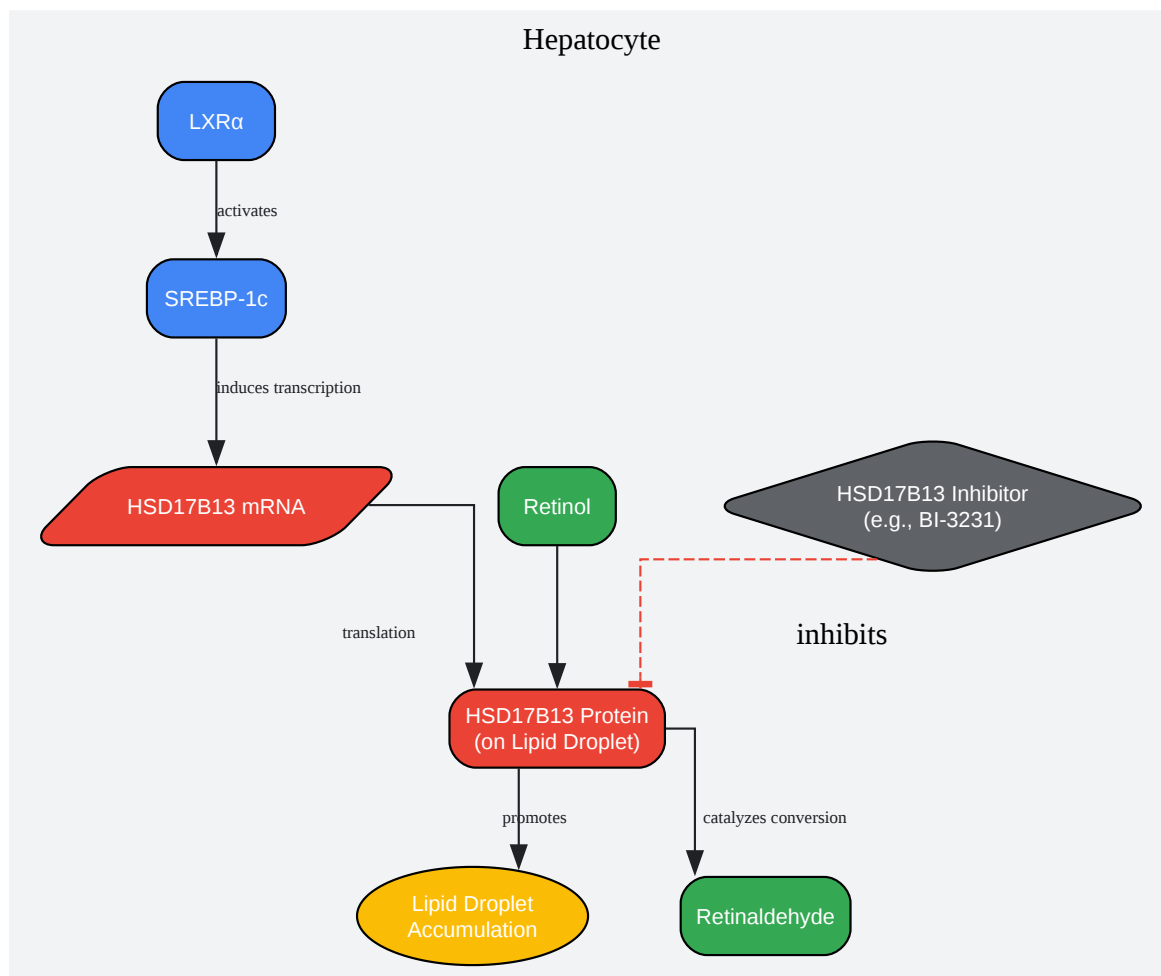 Hepatocyte
LXRα
activates
SREBP-1c
induces transcription
HSD17B13 mRNA
Retinol
HSD17B13 Inhibitor
(e.g., BI-3231)
translation
inhibits
HSD17B13 Protein
(on Lipid Droplet)
promotes
catalyzes conversion
Lipid Droplet
Accumulation
Retinaldehyde